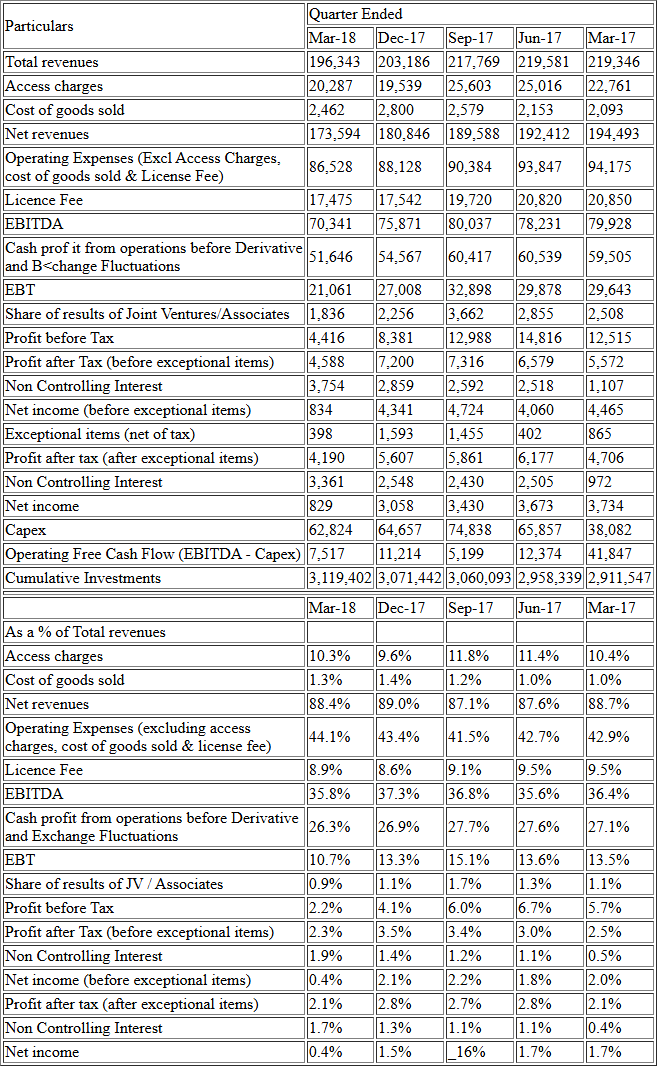 Particulars Quarter Ended
Mar-18 Dec-17 Sep-17 Jun-17 Mar-17
Total revenues 196,343 203,186 217,769 219,581 219,346
Access charges 20,287 19,539 25,603 25,016 22,761
Cost of goods sold 2,462 2,800 2,579 2,153 2,093
Net revenues 173,594 180,846 189,588 192,412 194,493
Operating Expenses (Excl Access Charges,
cost of goods sold & License Fee) 86,528 88,128 90,384 93,847 94,175
Licence Fee 17,475 17,542 19,720 20,820 20,850
EBITDA 70,341 75,871 80,037 78,231 79,928
Cash prof it from operations before Derivative
and B<change Fluctuations 51,646 54,567 60,417 60,539 59,505
EBT 21,061 27,008 32,898 29,878 29,643
Share of results of Joint Ventures/Associates 1,836 2,256 3,662 2,855 2,508
Profit before Tax 4,416 8,381 12,988 14,816 12,515
Profit after Tax (before exceptional items) 4,588 7,200 7,316 6,579 5,572
Non Controlling Interest 3,754 2,859 2,592 2,518 1,107
Net income (before exceptional items) 834 4,341 4,724 4,060 4,465
Exceptional items (net of tax) 398 1,593 1,455 402 865
Profit after tax (after exceptional items) 4,190 5,607 5,861 6,177 4,706
Non Controlling Interest 3,361 2,548 2,430 2,505 972
Net income 829 3,058 3,430 3,673 3,734
Capex 62,824 64,657 74,838 65,857 38,082
Operating Free Cash Flow (EBITDA - Capex) 7,517 11,214 5,199 12,374 41,847
Cumulative Investments 3,119,402 3,071,442 3,060,093 2,958,339 2,911,547
Mar-18 Dec-17 Sep-17 Jun-17 Mar-17
As a % of Total revenues
Access charges 10.3% 9.6% 11.8% 11.4% 10.4%
Cost of goods sold 1.3% 1.4% 1.2% 1.0% 1.0%
Net revenues 88.4% 89.0% 87.1% 87.6% 88.7%
Operating Expenses (excluding access
charges, cost of goods sold & license fee) 44.1% 43.4% 41.5% 42.7% 42.9%
Licence Fee 8.9% 8.6% 9.1% 9.5% 9.5%
EBITDA 35.8% 37.3% 36.8% 35.6% 36.4%
Cash profit from operations before Derivative
and Exchange Fluctuations 26.3% 26.9% 27.7% 27.6% 27.1%
EBT 10.7% 13.3% 15.1% 13.6% 13.5%
Share of results of JV / Associates 0.9% 1.1% 1.7% 1.3% 1.1%
Profit before Tax 2.2% 4.1% 6.0% 6.7% 5.7%
Profit after Tax (before exceptional items) 2.3% 3.5% 3.4% 3.0% 2.5%
Non Controlling Interest 1.9% 1.4% 1.2% 1.1% 0.5%
Net income (before exceptional items) 0.4% 2.1% 2.2% 1.8% 2.0%
Profit after tax (after exceptional items) 2.1% 2.8% 2.7% 2.8% 2.1%
Non Controlling Interest 1.7% 1.3% 1.1% 1.1% 0.4%
Net income 0.4% 1.5% _16% 1.7% 1.7%